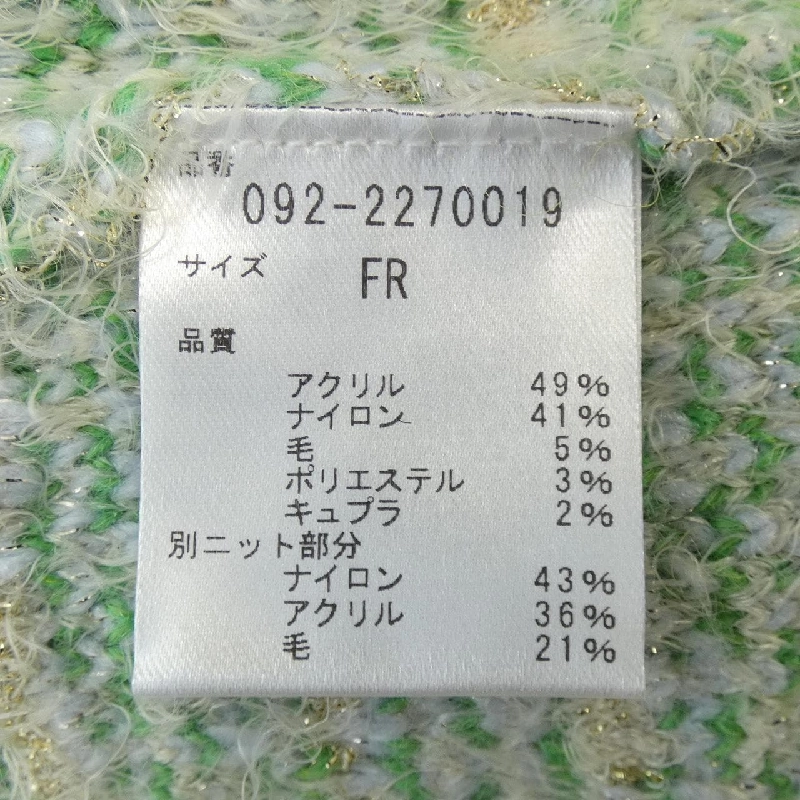 品番
092-2270019
サイズ FR
品質
アクリル 49%
ナイロン 41%
毛 5%
ポリエステル 3%
キュプラ 2%
別ニット部分
ナイロン 43%
アクリル 36%
毛 21%